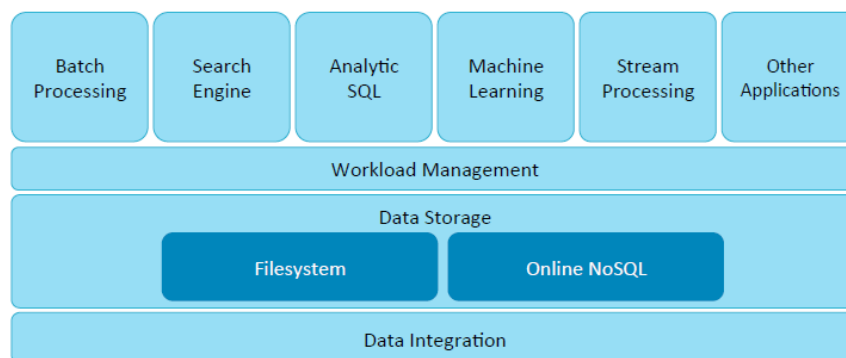 Batch
Processing
Search
Engine
Analytic
SQL
Machine
Learning
Stream
Processing
Other
Applications
Workload Management
Data Storage
Filesystem
Online NoSQL
Data Integration